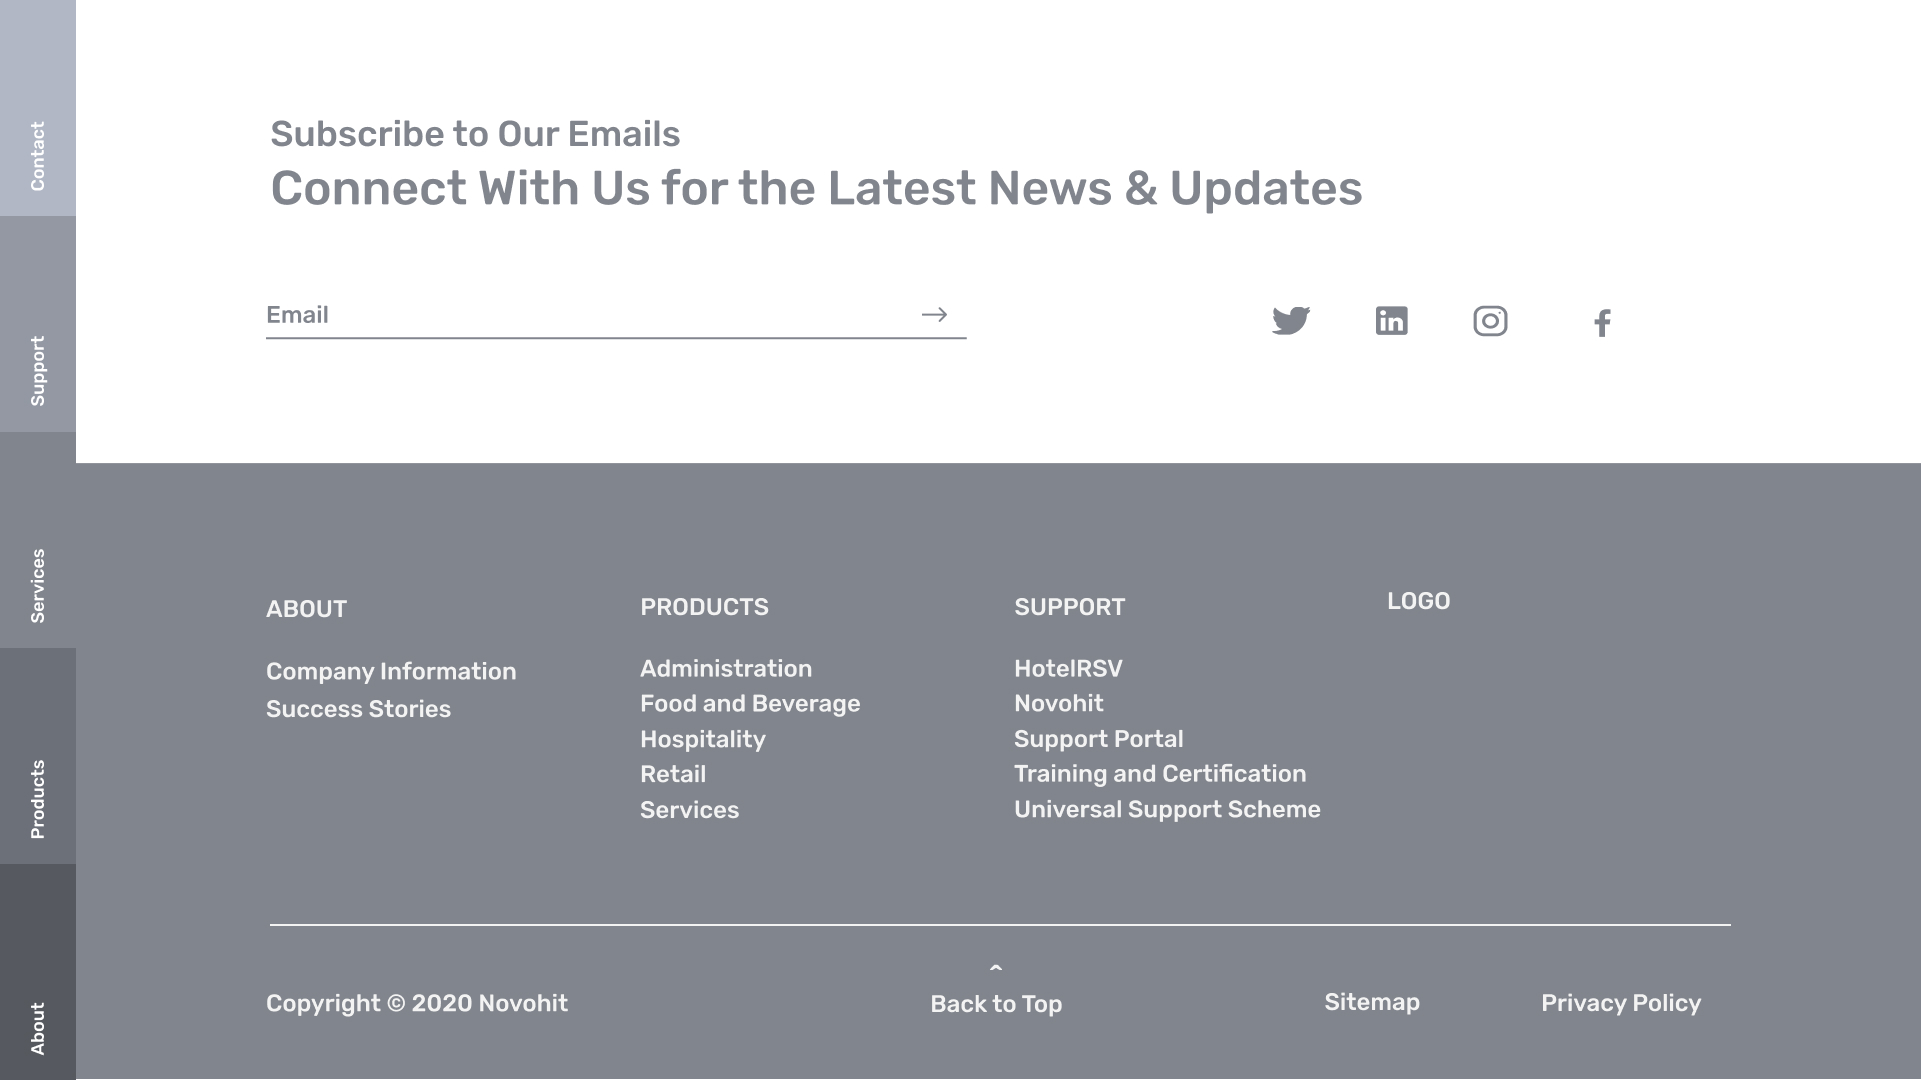 Contact
Support
Services
Products
About
Subscribe to Our Emails
Connect With Us for the Latest News & Updates
Email
ABOUT
Company Information
Success Stories
PRODUCTS
Administration
Food and Beverage
Hospitality
Retail
Services
SUPPORT
HotelRSV
Novohit
Support Portal
Training and Certification
Universal Support Scheme
LOGO
Copyright © 2020 Novohit
Back to Top
Sitemap
Privacy Policy